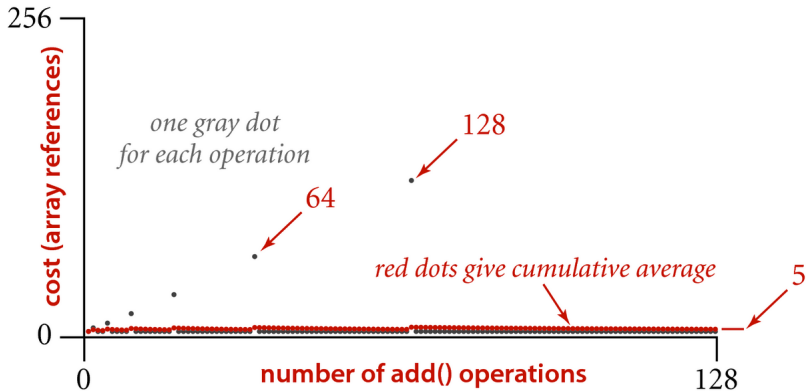 256
cost (array references)
one gray dot
for each operation
128
64
red dots give cumulative average
5
0
0
number of add() operations
128